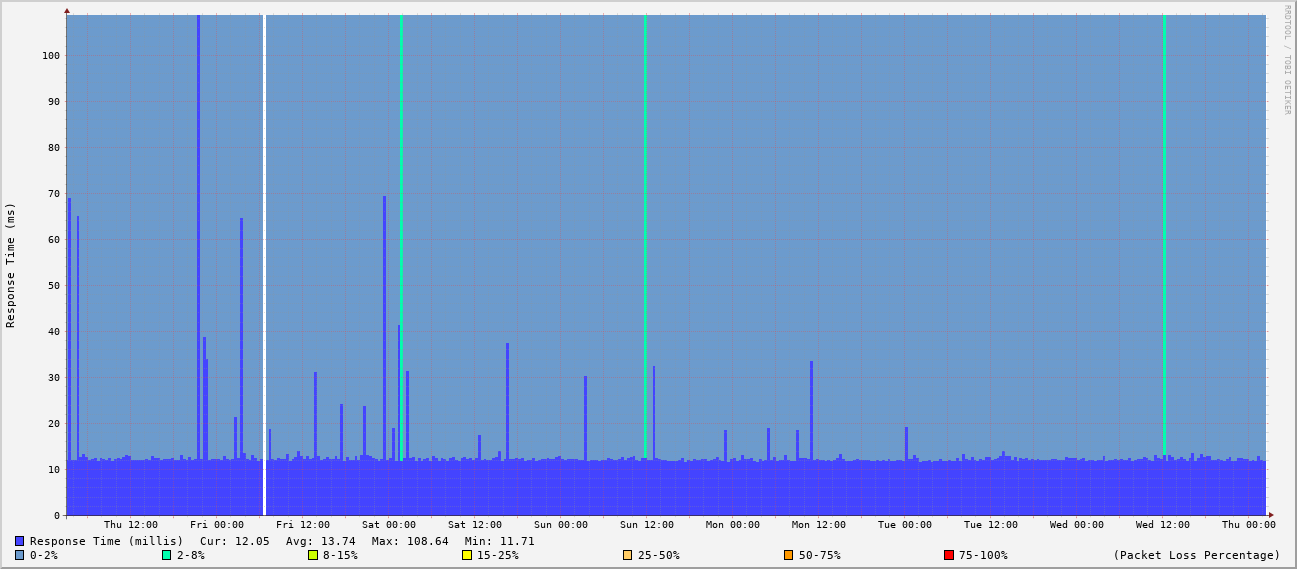 RRDTOOL / TOBI OETIKER
Response Time (ms)
100
90
80
70
60
50
40
30
20
10
0
Thu 12:00 Fri 00:00 Fri 12:00 Sat 00:00 Sat 12:00 Sun 00:00 Sun 12:00 Mon 00:00 Mon 12:00 Tue 00:00 Tue 12:00 Wed 00:00 Wed 12:00 Thu 00:00
Response Time (millis) Cur: 12.05 Avg: 13.74 Max: 108.64 Min: 11.71
0-2% 2-8% 8-15% 15-25% 25-50% 50-75% 75-100% (Packet Loss Percentage)